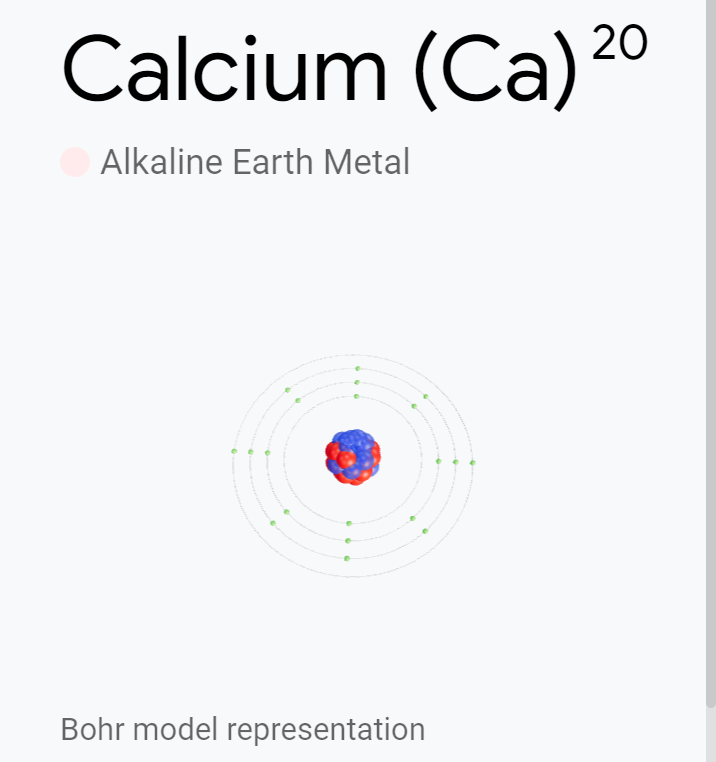 Calcium (Ca)20
Alkaline Earth Metal
Bohr model representation